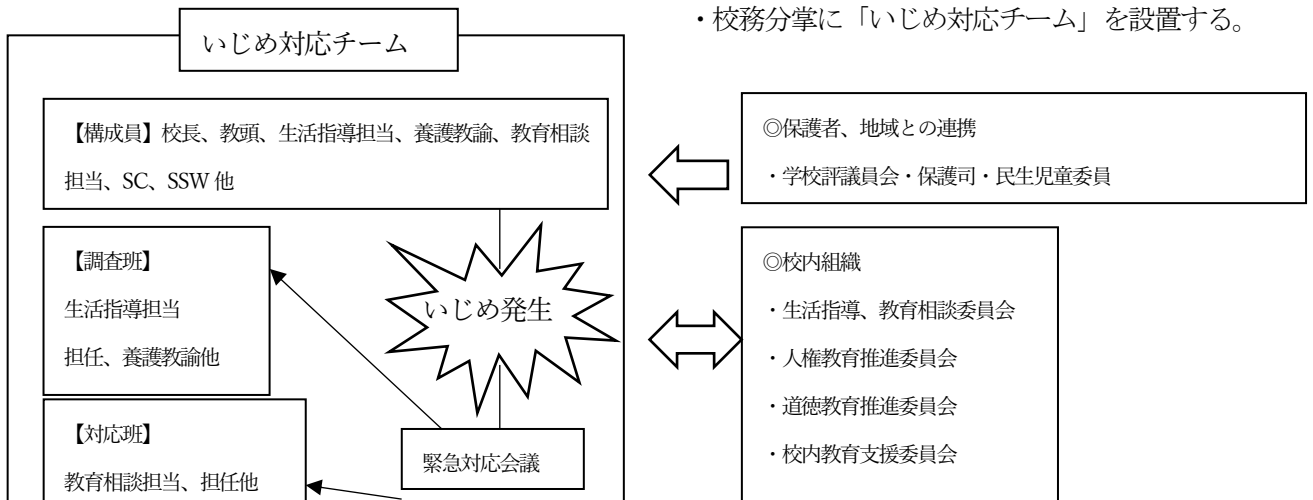 ・校務分掌に「いじめ対応チーム」を設置する。
いじめ対応チーム
【構成員】校長、教頭、生活指導担当、養護教諭、教育相談
担当、SC、SSW 他
◎保護者、地域との連携
・学校評議員会・保護司・民生児童委員
【調査班】
生活指導担当
担任、養護教諭他
いじめ発生
◎校内組織
・生活指導、教育相談委員会
・人権教育推進委員会
・道徳教育推進委員会
・校内教育支援委員会
【対応班】
教育相談担当、担任他
緊急対応会議